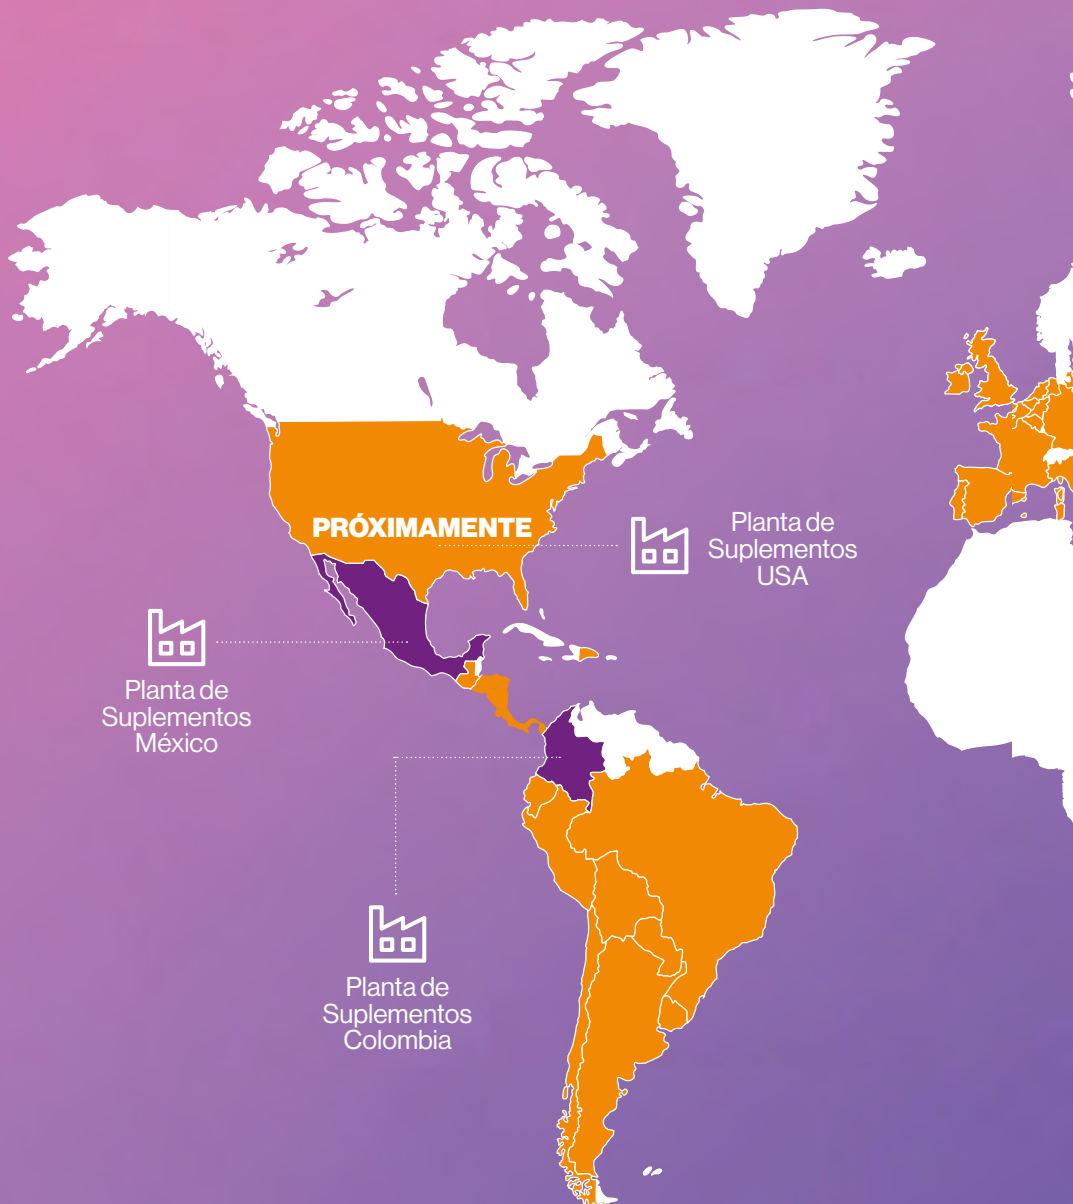 PRÓXIMAMENTE
Planta de
Suplementos
USA
Planta de
Suplementos
México
Planta de
Suplementos
Colombia